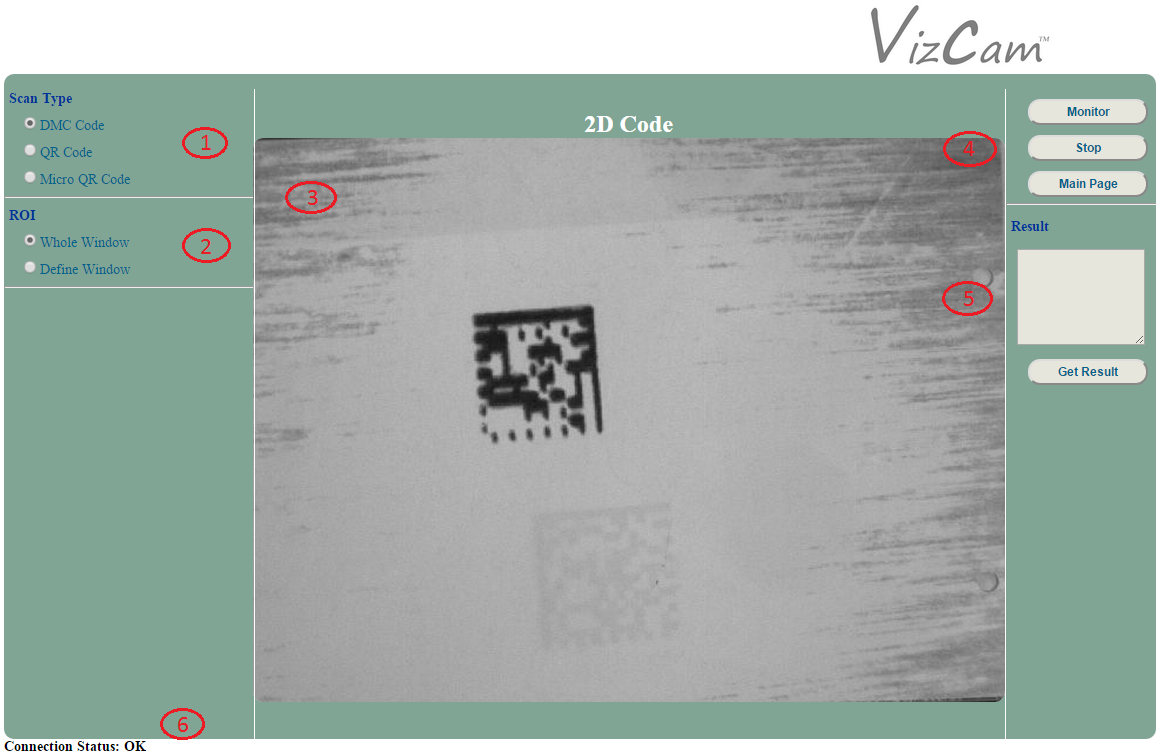 VizCam™
Scan Type
DMC Code
QR Code
Micro QR Code
1
ROI
Whole Window
Define Window
2
2D Code
3
4
Monitor
Stop
Main Page
Result
5
Get Result
6
Connection Status: OK